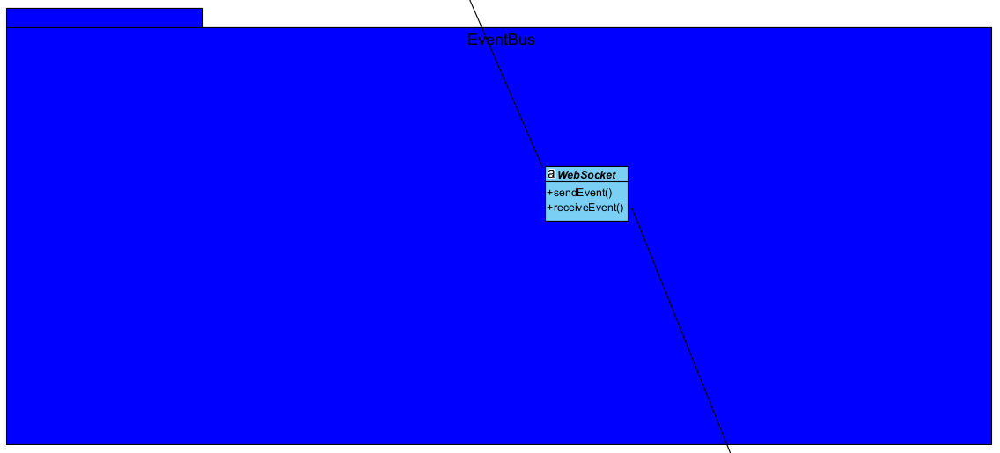 EventBus
a WebSocket
+sendEvent()
+receiveEvent()